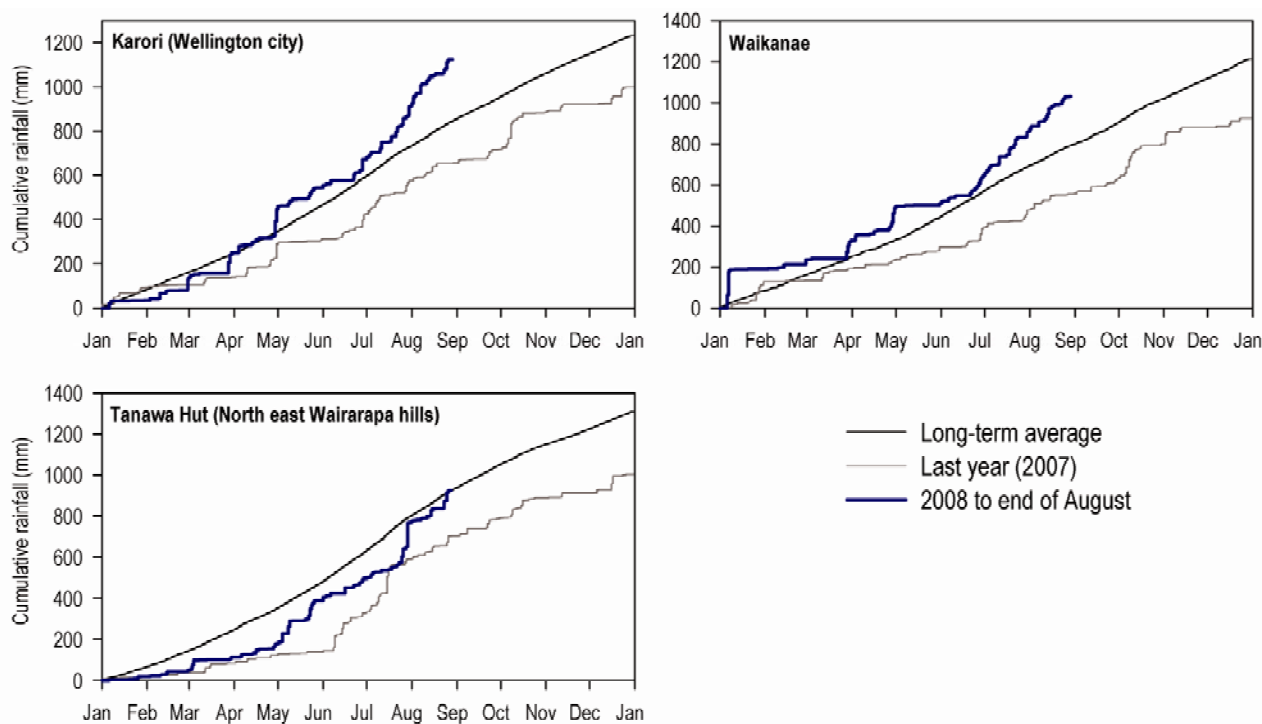 Karori (Wellington city)
Cumulative rainfall (mm)
1200
1000
800
600
400
200
0
Jan Feb Mar Apr May Jun Jul Aug Sep Oct Nov Dec Jan
Waikanae
1400
1200
1000
800
600
400
200
0
Jan Feb Mar Apr May Jun Jul Aug Sep Oct Nov Dec Jan
Tanawa Hut (North east Wairarapa hills)
Cumulative rainfall (mm)
1400
1200
1000
800
600
400
200
0
Jan Feb Mar Apr May Jun Jul Aug Sep Oct Nov Dec Jan
Long-term average
Last year (2007)
2008 to end of August